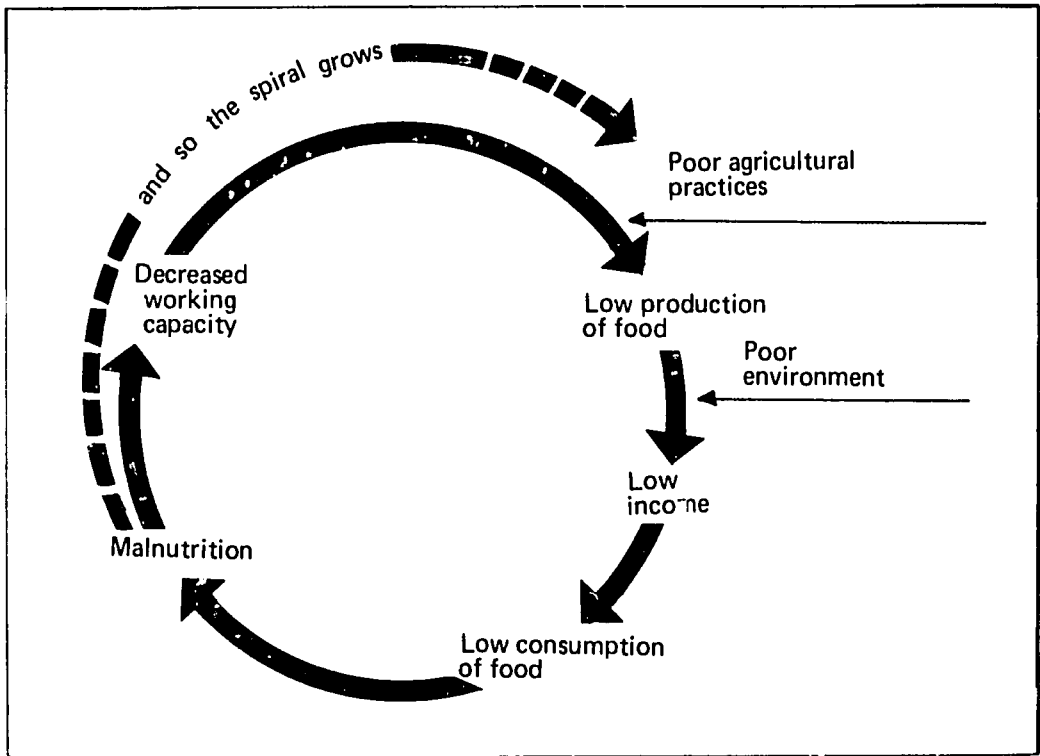 and so the spiral grows
Poor agricultural
practices
Decreased
working
capacity
Low production
of food
Poor
environment
Low
income
Malnutrition
Low consumption
of food